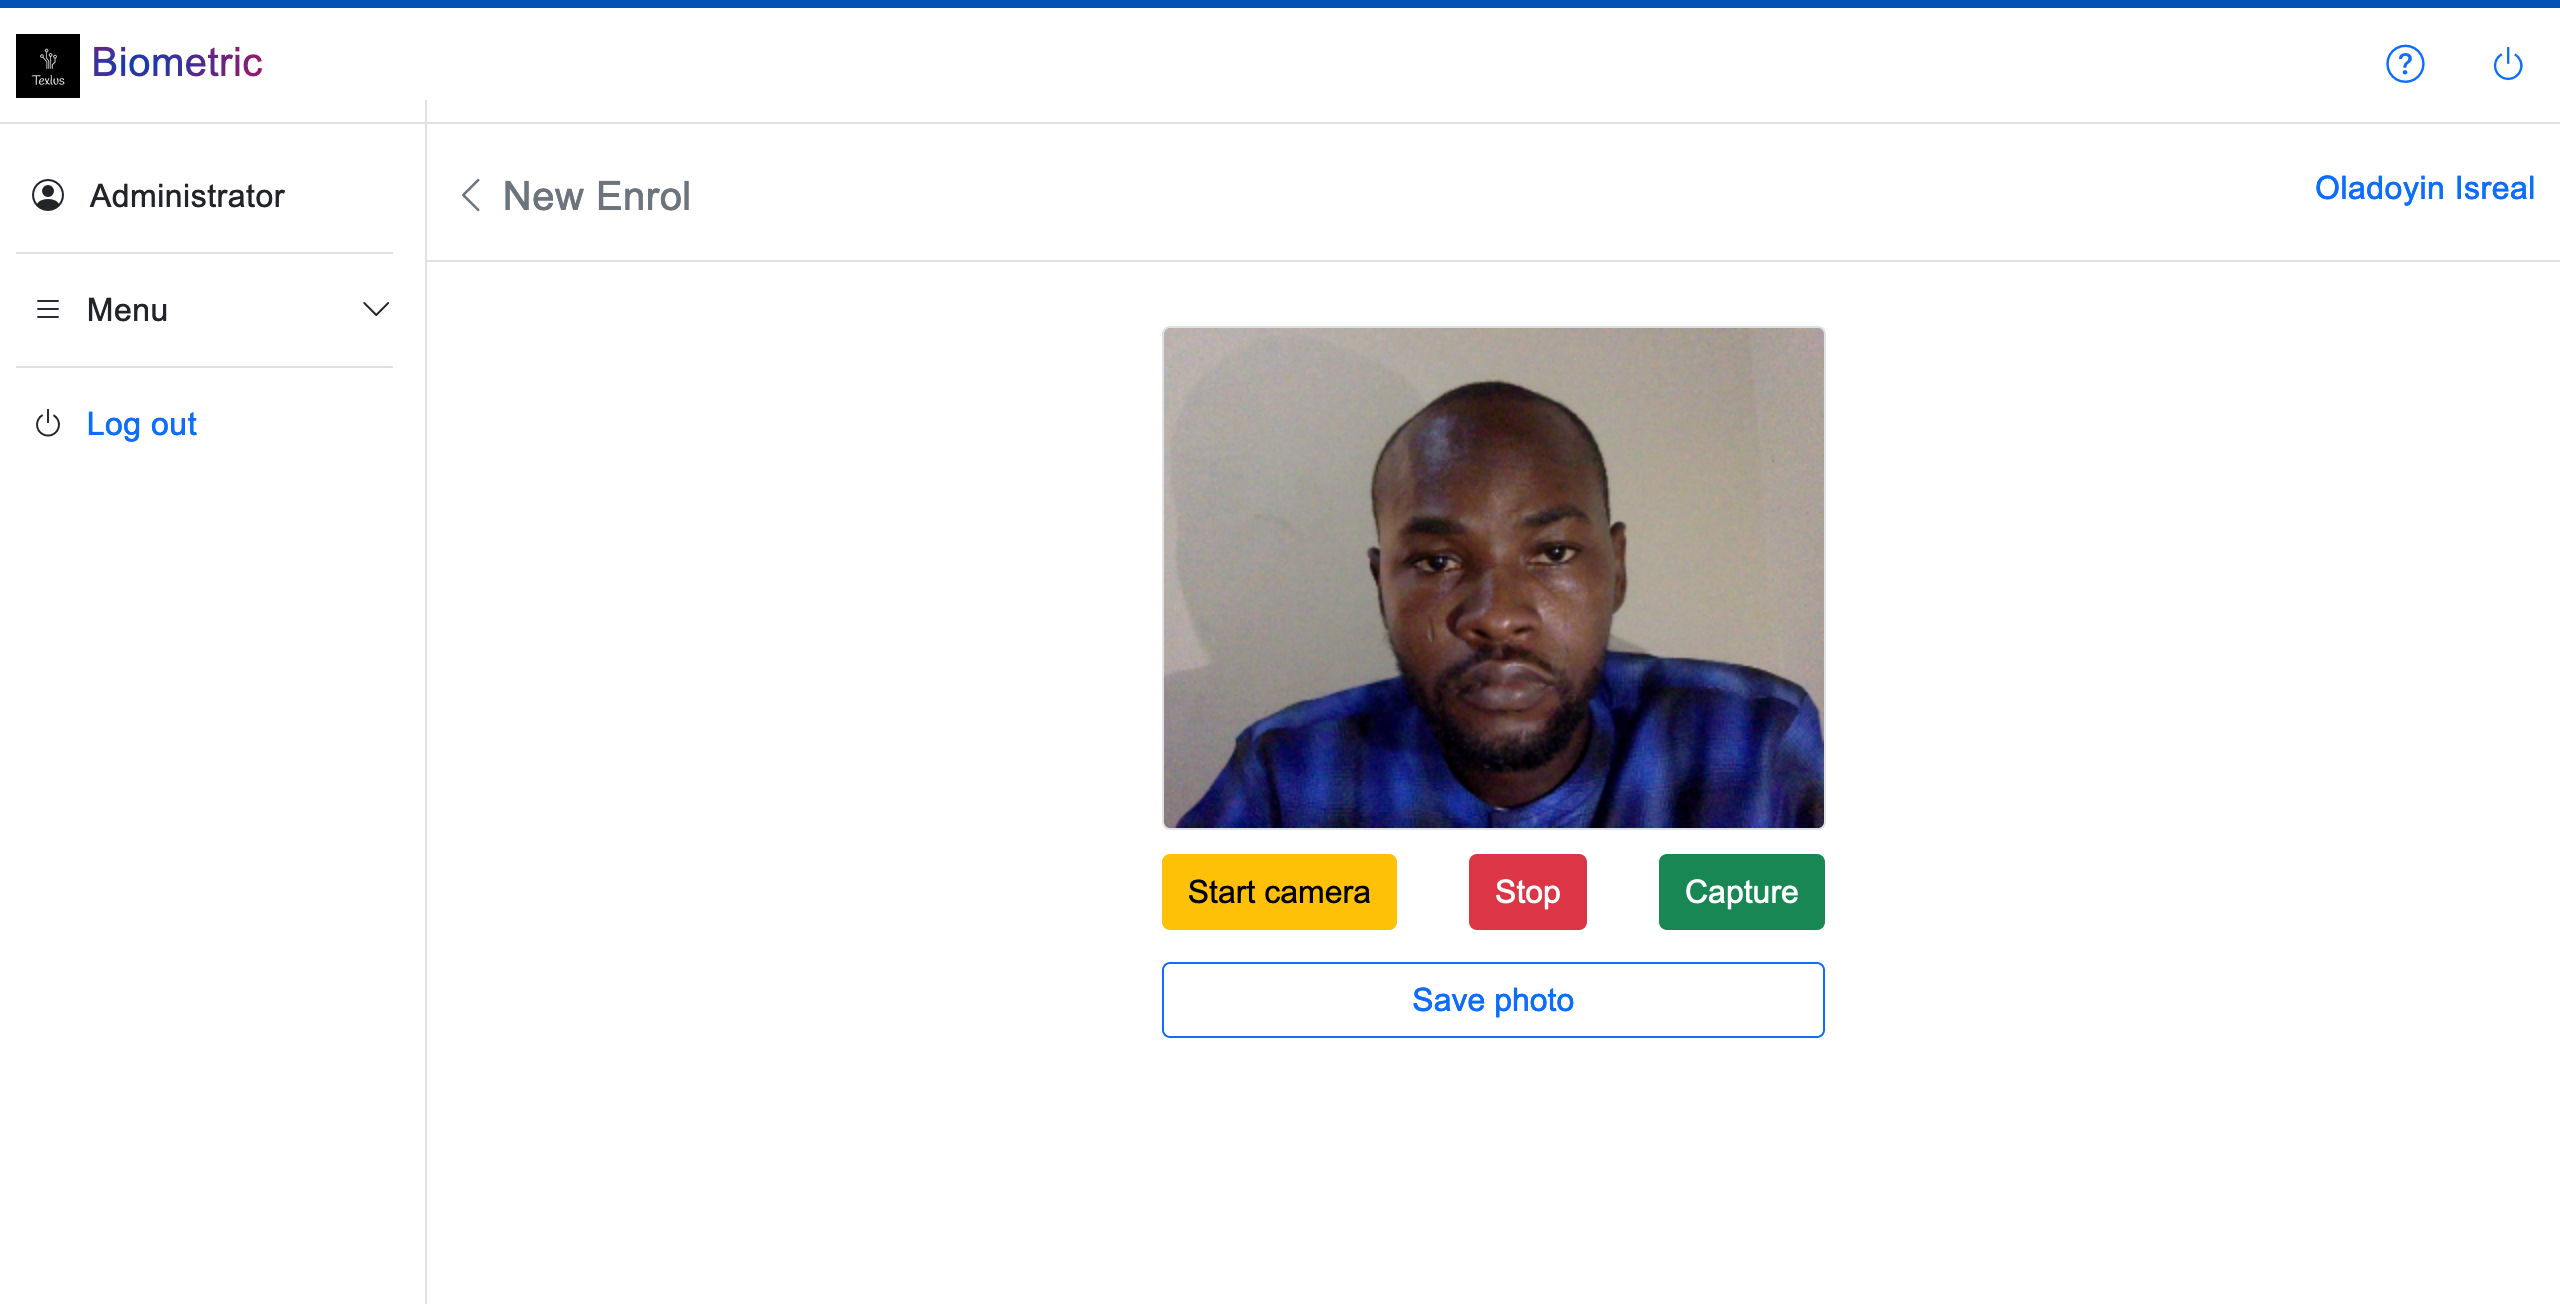 Texlus
Biometric
Administrator
New Enrol
Oladoyin Isreal
Menu
Log out
Start camera
Stop
Capture
Save photo